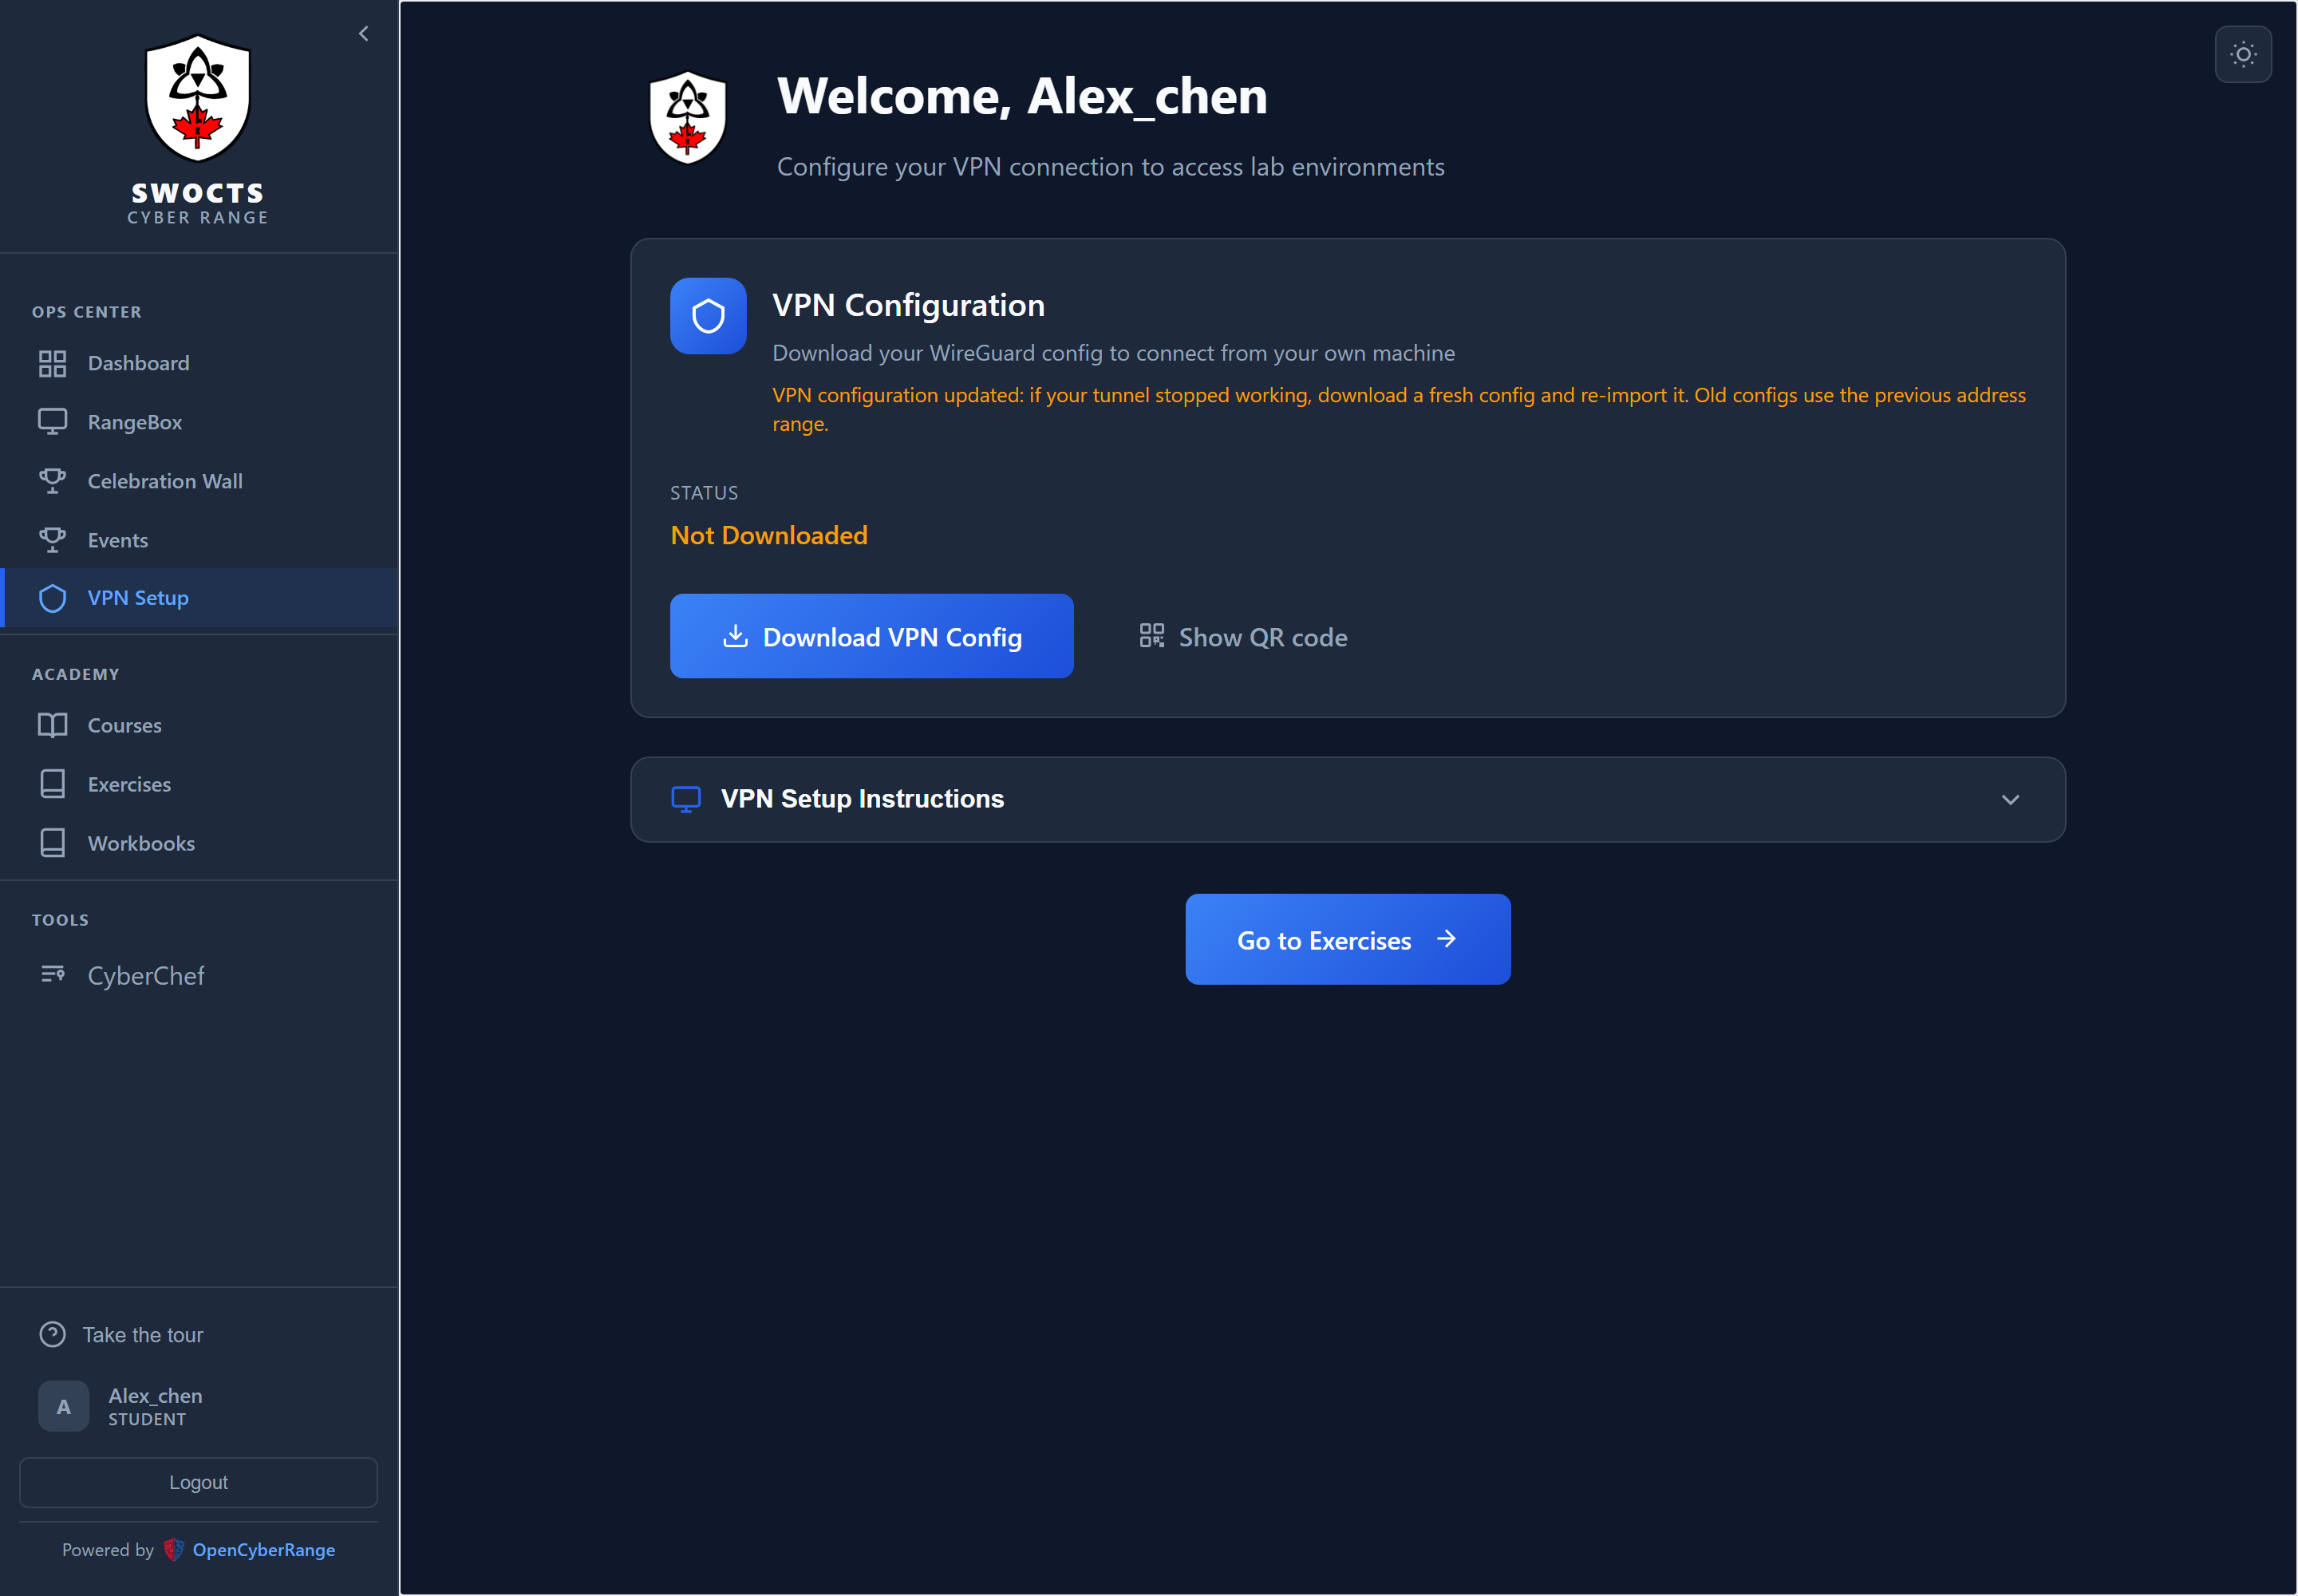 SWOCTS
CYBER RANGE
OPS CENTER
Dashboard
RangeBox
Celebration Wall
Events
VPN Setup
ACADEMY
Courses
Exercises
Workbooks
TOOLS
CyberChef
Take the tour
A
Alex_chen
STUDENT
Logout
Powered by OpenCyberRange
Welcome, Alex_chen
Configure your VPN connection to access lab environments
VPN Configuration
Download your WireGuard config to connect from your own machine
VPN configuration updated: if your tunnel stopped working, download a fresh config and re-import it. Old configs use the previous address
range.
STATUS
Not Downloaded
Download VPN Config
Show QR code
VPN Setup Instructions
Go to Exercises